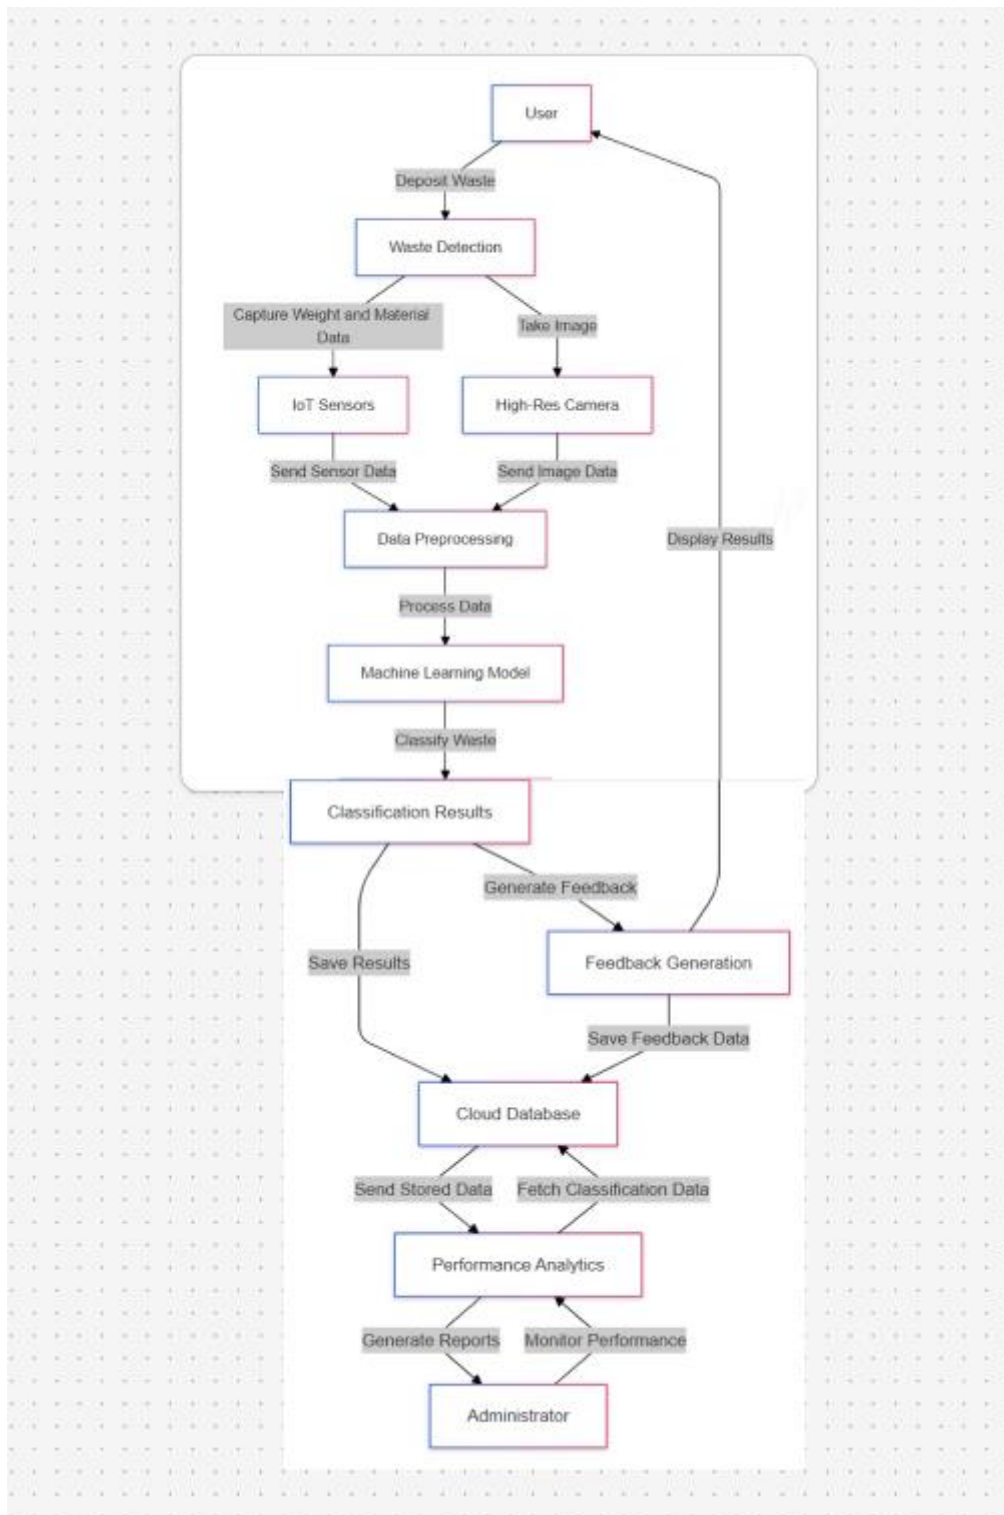 User
Deposit Waste
Waste Detection
Capture Weight and Material
Data
Take Image
IoT Sensors
High-Res Camera
Send Sensor Data
Send Image Data
Data Preprocessing
Display Results
Process Data
Machine Learning Model
Classify Waste
Classification Results
Generate Feedback
Save Results
Feedback Generation
Save Feedback Data
Cloud Database
Send Stored Data
Fetch Classification Data
Performance Analytics
Generate Reports
Monitor Performance
Administrator